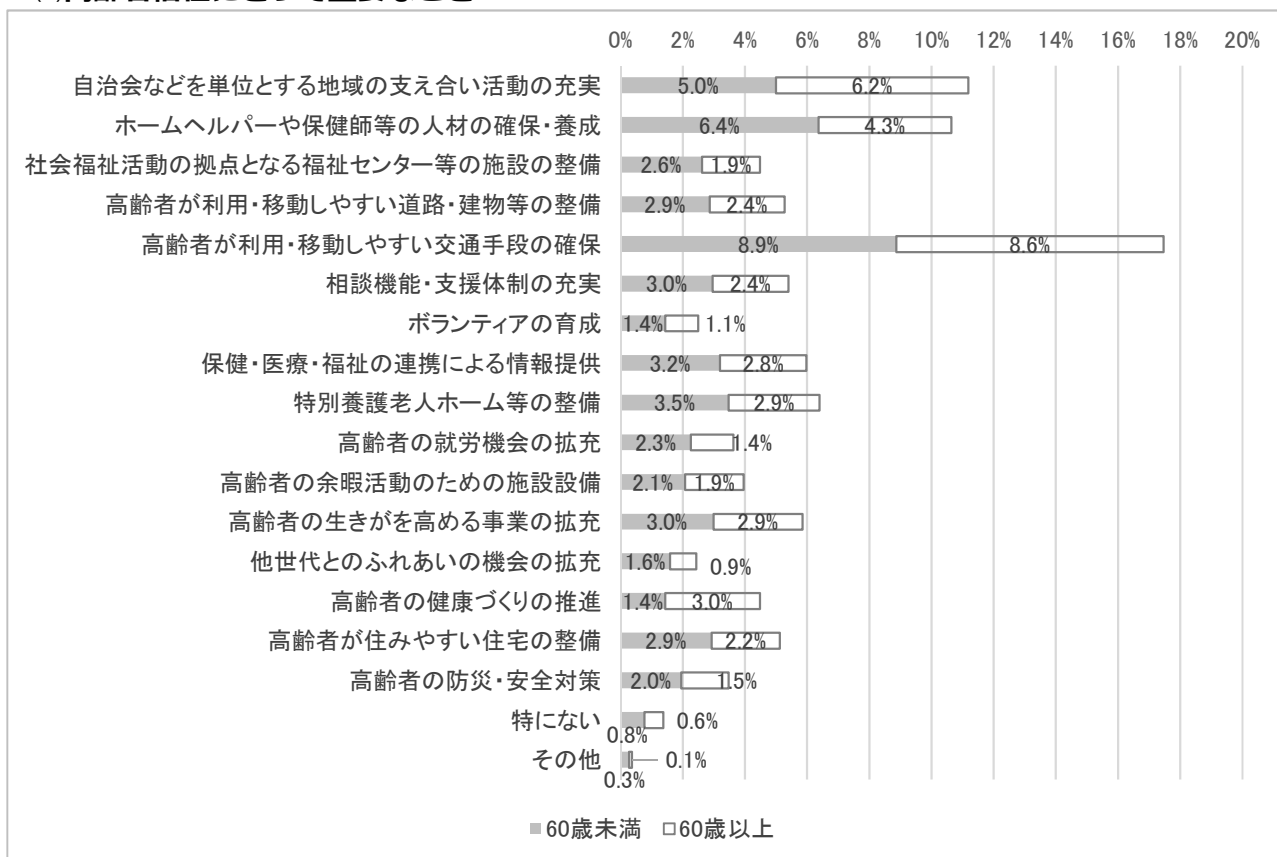 0% 2% 4% 6% 8% 10% 12% 14% 16% 18% 20%
自治会などを単位とする地域の支え合い活動の充実 5.0% 6.2%
ホームヘルパーや保健師等の人材の確保・養成 6.4% 4.3%
社会福祉活動の拠点となる福祉センター等の施設の整備 2.6% 1.9%
高齢者が利用・移動しやすい道路・建物等の整備 2.9% 2.4%
高齢者が利用・移動しやすい交通手段の確保 8.9% 8.6%
相談機能・支援体制の充実 3.0% 2.4%
ボランティアの育成 1.4% 1.1%
保健・医療・福祉の連携による情報提供 3.2% 2.8%
特別養護老人ホーム等の整備 3.5% 2.9%
高齢者の就労機会の拡充 2.3% 1.4%
高齢者の余暇活動のための施設設備 2.1% 1.9%
高齢者の生きがを高める事業の拡充 3.0% 2.9%
他世代とのふれあいの機会の拡充 1.6% 0.9%
高齢者の健康づくりの推進 1.4% 3.0%
高齢者が住みやすい住宅の整備 2.9% 2.2%
高齢者の防災・安全対策 2.0% 1.5%
特にない 0.8% 0.6%
その他 0.3% 0.1%
60歳未満 60歳以上